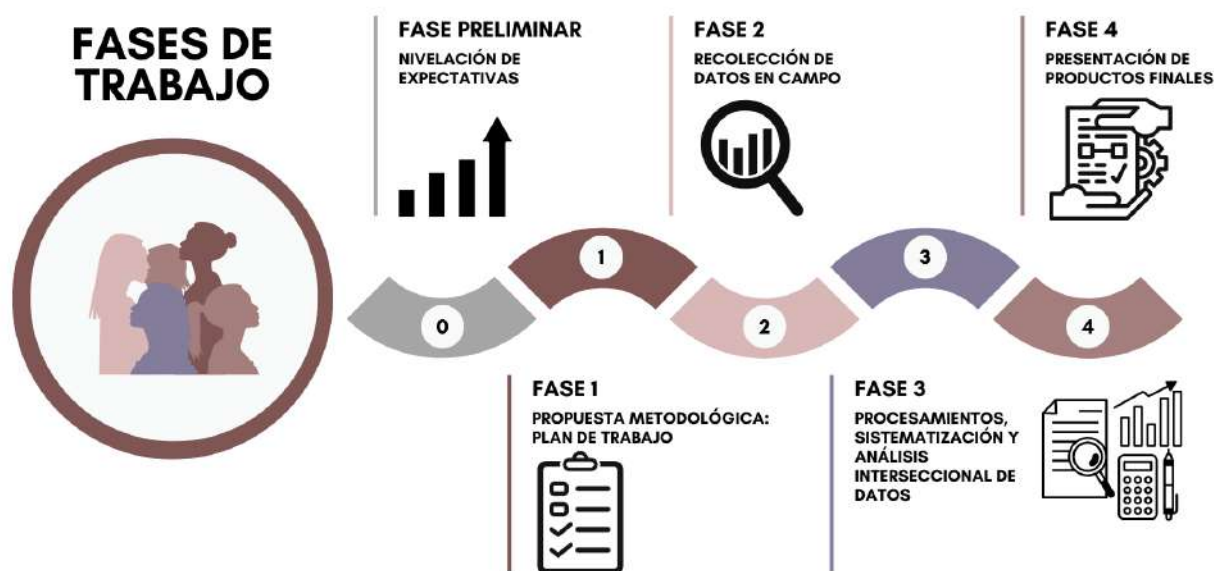 FASES DE
TRABAJO
FASE PRELIMINAR
NIVELACIÓN DE
EXPECTATIVAS
FASE 2
RECOLECCIÓN DE
DATOS EN CAMPO
FASE 4
PRESENTACIÓN DE
PRODUCTOS FINALES
0
1
2
3
4
FASE 1
PROPUESTA METODOLÓGICA:
PLAN DE TRABAJO
FASE 3
PROCESAMIENTOS,
SISTEMATIZACIÓN Y
ANÁLISIS
INTERSECCIONAL DE
DATOS